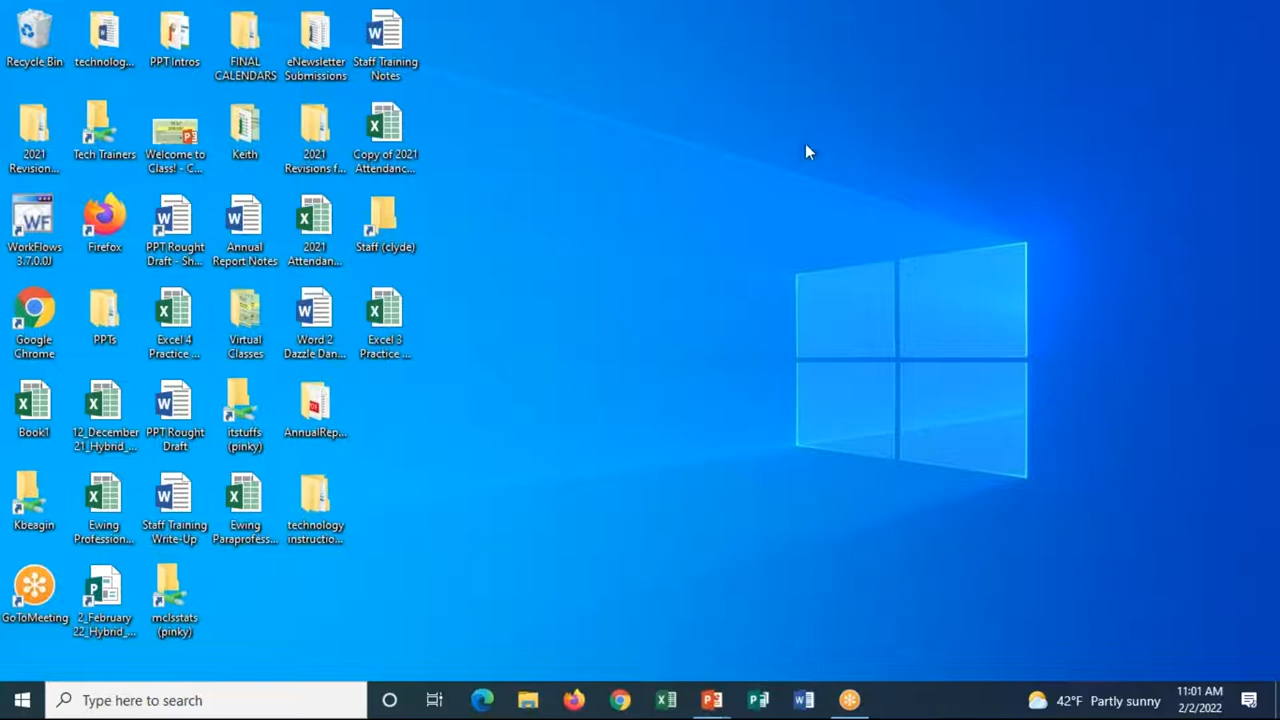 Recycle Bin
technolog...
PPT Intros
FINAL
CALENDARS
eNewsletter
Submissions
Staff Training
Notes
2021
Revision...
Tech Trainers
Welcome to
Class! - C...
Keith
2021
Revisions f...
Copy of 2021
Attendanc...
WF
WorkFlows
3.7.0.0J
Firefox
PPT Rought
Draft - Sh...
Annual
Report Notes
2021
Attendan...
Staff (clyde)
Google
Chrome
PPTs
Excel 4
Practice ...
Virtual
Classes
Word 2
Dazzle Dan...
Excel 3
Practice ...
Book1
12_December
21_Hybrid_...
PPT Rought
Draft
itstuffs
(pinky)
AnnualRep...
Kbeagin
Ewing
Profession...
Staff Training
Write-Up
Ewing
Paraprofess...
technology
instructio...
GoToMeeting
2_February
22_Hybrid_...
mclsstats
(pinky)
Type here to search
42°F Partly sunny
11:01 AM
2/2/2022